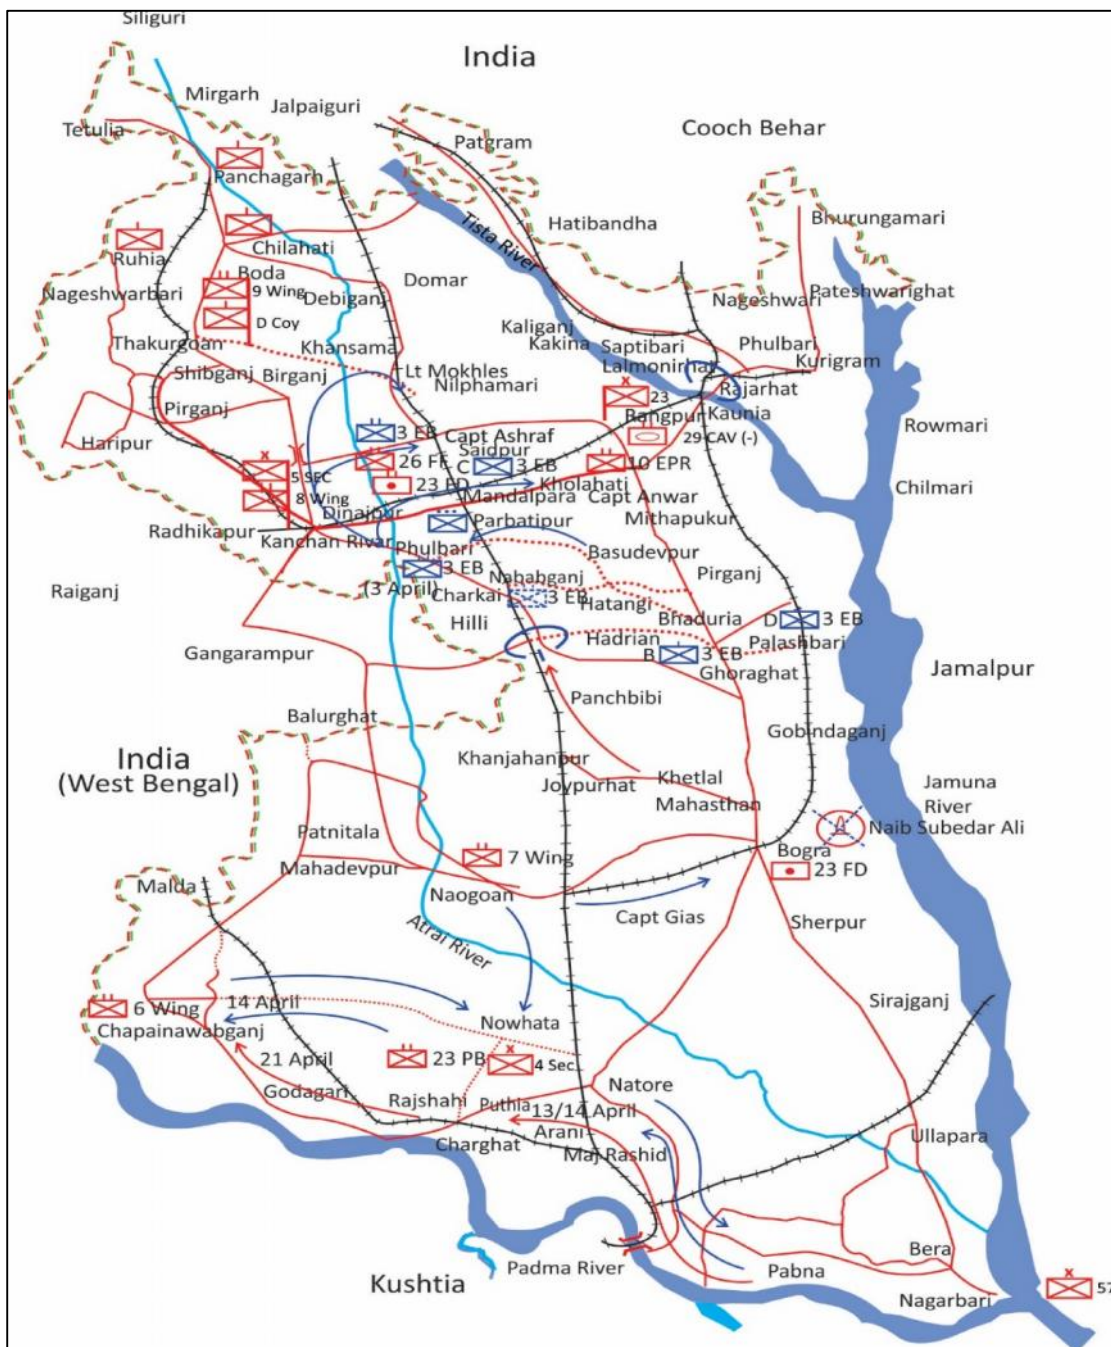 Siliguri
India
Mirgarh
Jalpaiguri
Tetulia
Patgram
Cooch Behar
Panchagarh
Tista River
Hatibandha
Bhurungamari
Chilahati
Ruhia
Boda
Domar
9 Wing
Debiganj
Nageshwarbari
Nageshwari
Pateshwarighat
D Coy
Kaliganj
Kakina
Thakurgoan
Khansama
Saptibari
Phulbari
Lalmonirhat
Kurigram
Shibganj
Birganj
Lt Mokhles
Nilphamari
Rajarhat
23
Pirganj
Rangpur
Kaunia
Rowmari
Haripur
3 EB
Capt Ashraf
29 CAV (-)
Saidpur
26 FF
C
3 EB
10 EPR
5 SEC
23 FD
Kholahati
Chilmari
8 Wing
Mandalpara
Capt Anwar
Dinajpur
Mithapukur
Radhikapur
Parbatipur
Kanchan Rivar
Phulbari
Basudevpur
3 EB
Pirganj
Nababganj
(3 April)
Charkai
3 EB
Hatangi
Raiganj
Hilli
Bhaduria
D
3 EB
Hadrian
Palashbari
Gangarampur
B
3 EB
Ghoraghat
Jamalpur
Panchbibi
Balurghat
Gobindaganj
India
(West Bengal)
Khanjahanpur
Joypurhat
Khetlal
Jamuna
River
Mahasthan
Patnitala
Naib Subedar Ali
7 Wing
Bogra
Mahadevpur
23 FD
Malda
Naogoan
Capt Gias
Sherpur
Atrai River
6 Wing
14 April
Sirajganj
Chapainawabganj
Nowhata
21 April
23 PB
4 Sec
Godagari
Natore
Rajshahi
Puthia
13/14 April
Arani
Charghat
Maj Rashid
Ullapara
Bera
Kushtia
Padma River
Pabna
Nagarbari
57